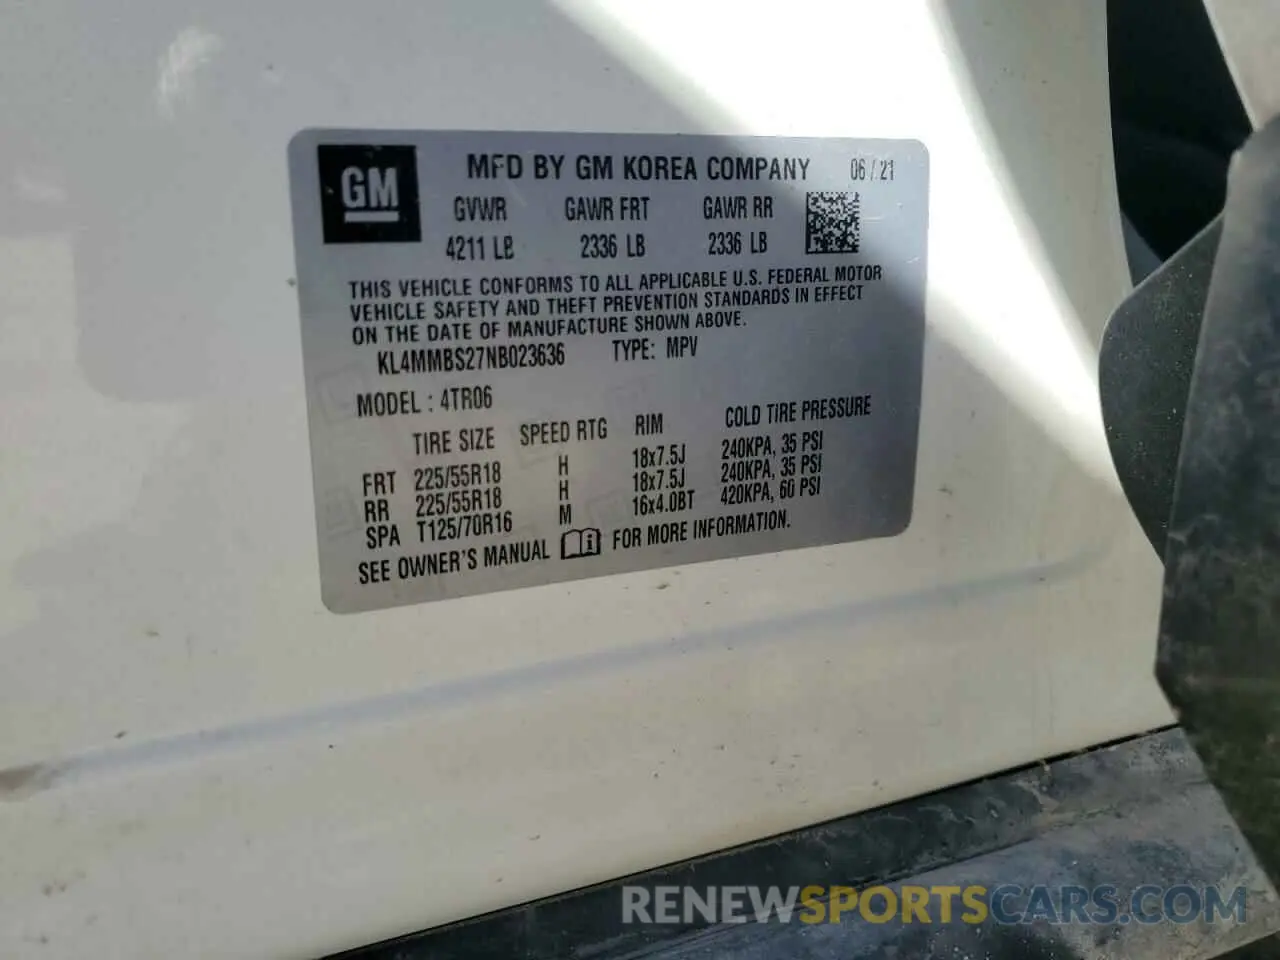 GM
MFD BY GM KOREA COMPANY 06 / 21
GVWR GAWR FRT GAWR RR
4211 LB 2336 LB 2336 LB
THIS VEHICLE CONFORMS TO ALL APPLICABLE U.S. FEDERAL MOTOR
VEHICLE SAFETY AND THEFT PREVENTION STANDARDS IN EFFECT
ON THE DATE OF MANUFACTURE SHOWN ABOVE.
KL4MMBS27NB023636 TYPE: MPV
MODEL : 4TR06
TIRE SIZE SPEED RTG RIM COLD TIRE PRESSURE
FRT 225/55R18 H 18x7.5J 240KPA, 35 PSI
RR 225/55R18 H 18x7.5J 240KPA, 35 PSI
SPA T125/70R16 M 16x4.0BT 420KPA, 60 PSI
SEE OWNER'S MANUAL i FOR MORE INFORMATION.
RENEWSPORTSCARS.COM